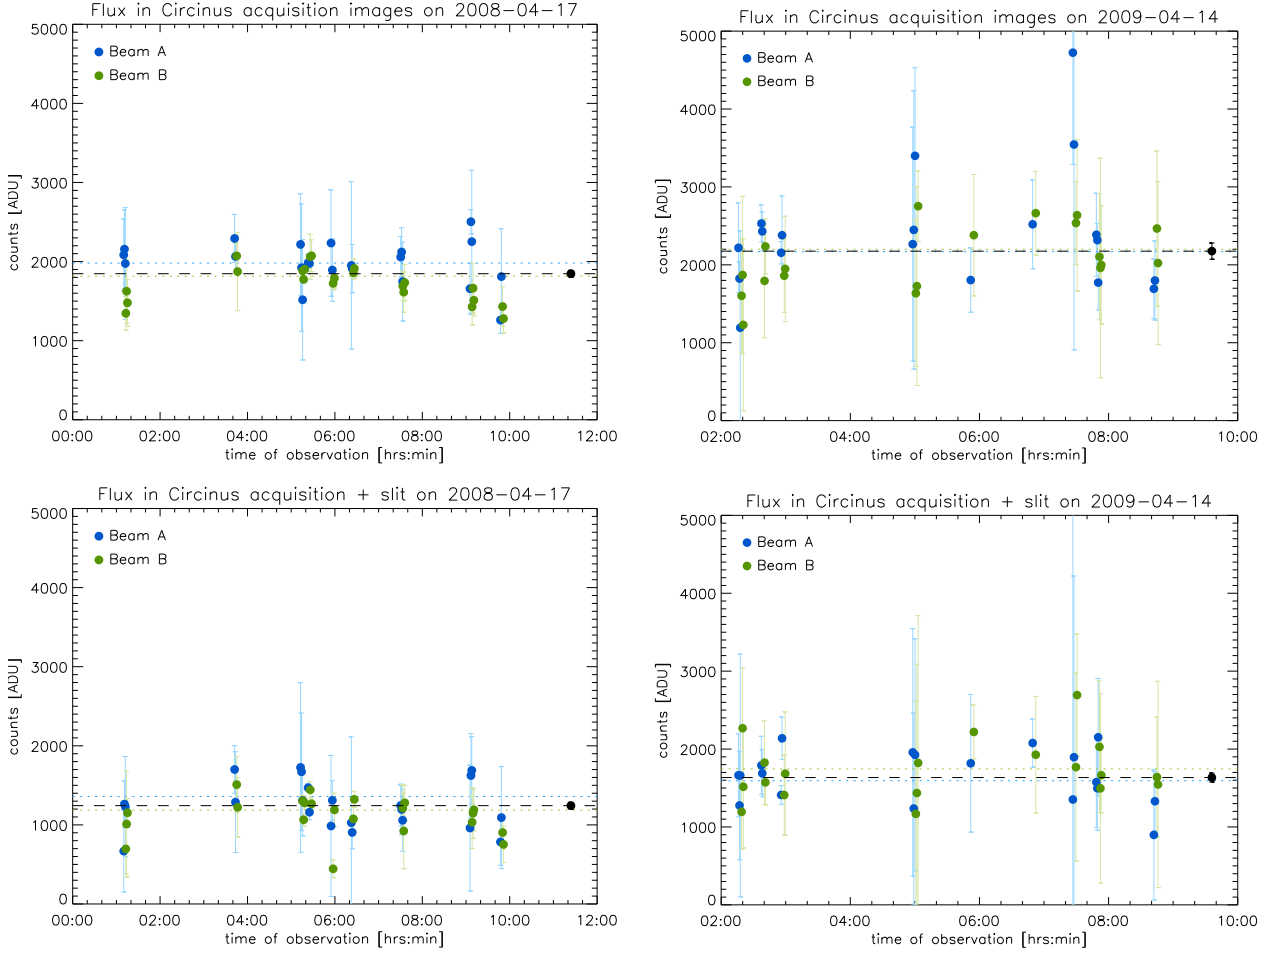 Flux in Circinus acquisition images on 2008-04-17
5000
4000
3000
2000
1000
0
counts [ADU]
Beam A
Beam B
00:00 02:00 04:00 06:00 08:00 10:00 12:00
time of observation [hrs:min]
Flux in Circinus acquisition images on 2009-04-14
5000
4000
3000
2000
1000
0
counts [ADU]
Beam A
Beam B
02:00 04:00 06:00 08:00 10:00
time of observation [hrs:min]
Flux in Circinus acquisition + slit on 2008-04-17
5000
4000
3000
2000
1000
0
counts [ADU]
Beam A
Beam B
00:00 02:00 04:00 06:00 08:00 10:00 12:00
time of observation [hrs:min]
Flux in Circinus acquisition + slit on 2009-04-14
5000
4000
3000
2000
1000
0
counts [ADU]
Beam A
Beam B
02:00 04:00 06:00 08:00 10:00
time of observation [hrs:min]